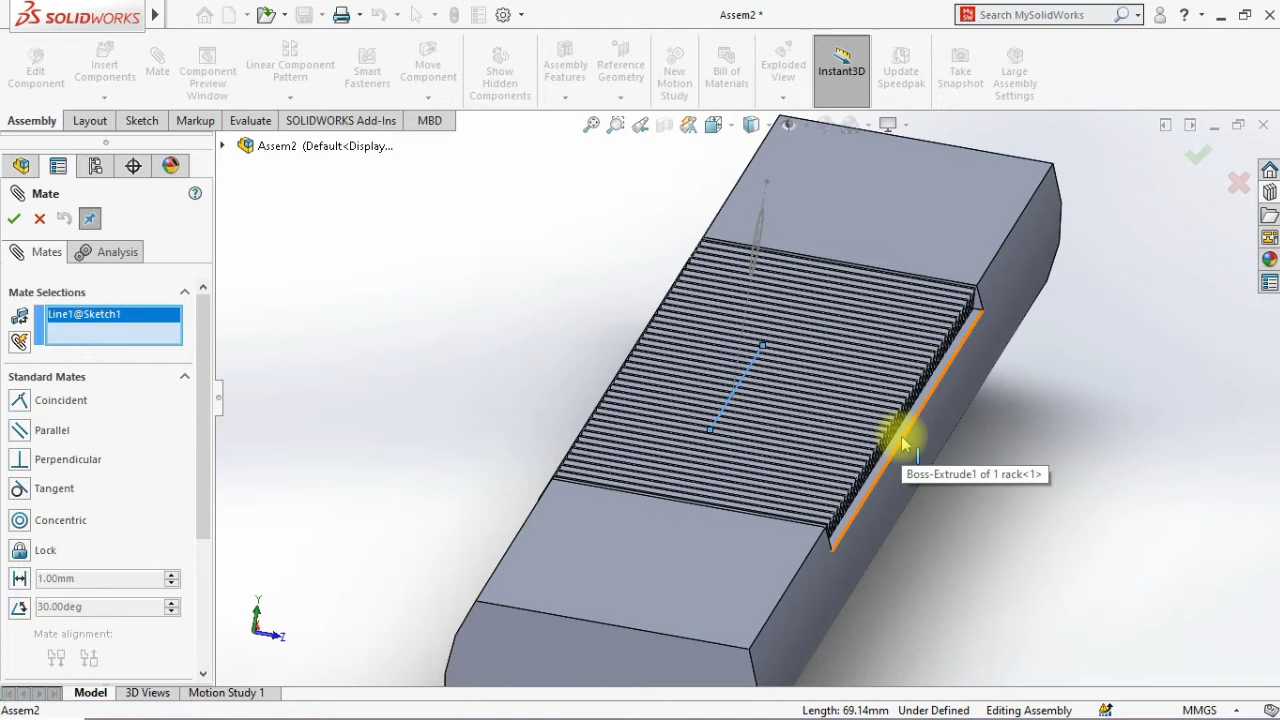 SOLIDWORKS
Assem2 *
Search MySolidWorks
Edit Component
Insert Components
Mate
Component Preview Window
Linear Component Pattern
Smart Fasteners
Move Component
Show Hidden Components
Assembly Features
Reference Geometry
New Motion Study
Bill of Materials
Exploded View
Instant3D
Update Speedpak
Take Snapshot
Large Assembly Settings
Assembly Layout Sketch Markup Evaluate SOLIDWORKS Add-Ins MBD
Assem2 (Default<Display...
Mate
Mates Analysis
Mate Selections
Line1@Sketch1
Standard Mates
Coincident
Parallel
Perpendicular
Tangent
Concentric
Lock
1.00mm
30.00deg
Mate alignment:
Boss-Extrude1 of 1 rack<1>
Y
Z
Model 3D Views Motion Study 1
Assem2 Length: 69.14mm Under Defined Editing Assembly MMGS